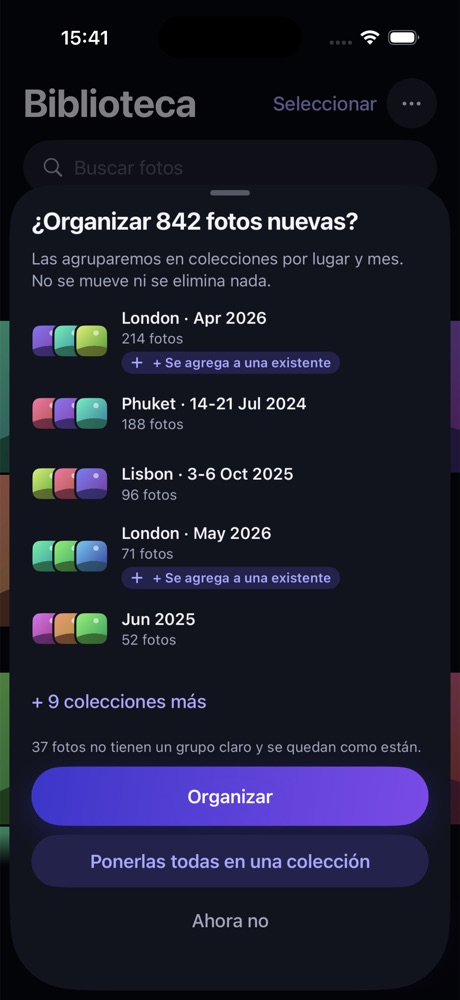 15:41
Biblioteca
Seleccionar
Buscar fotos
¿Organizar 842 fotos nuevas?
Las agruparemos en colecciones por lugar y mes.
No se mueve ni se elimina nada.
London · Apr 2026
214 fotos
+ + Se agrega a una existente
Phuket · 14-21 Jul 2024
188 fotos
Lisbon · 3-6 Oct 2025
96 fotos
London · May 2026
71 fotos
+ + Se agrega a una existente
Jun 2025
52 fotos
+ 9 colecciones más
37 fotos no tienen un grupo claro y se quedan como están.
Organizar
Ponerlas todas en una colección
Ahora no